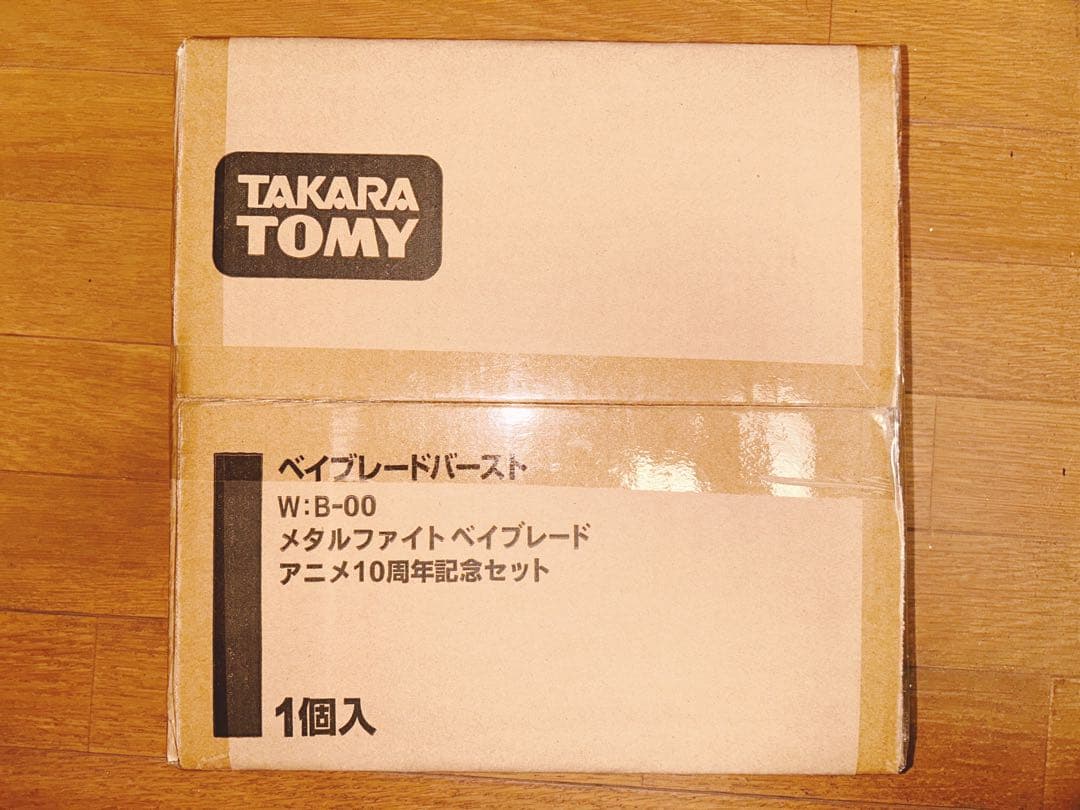 TAKARA
TOMY
ベイブレードバースト
W:B-00
メタルファイト ベイブレード
アニメ10周年記念セット
1個入